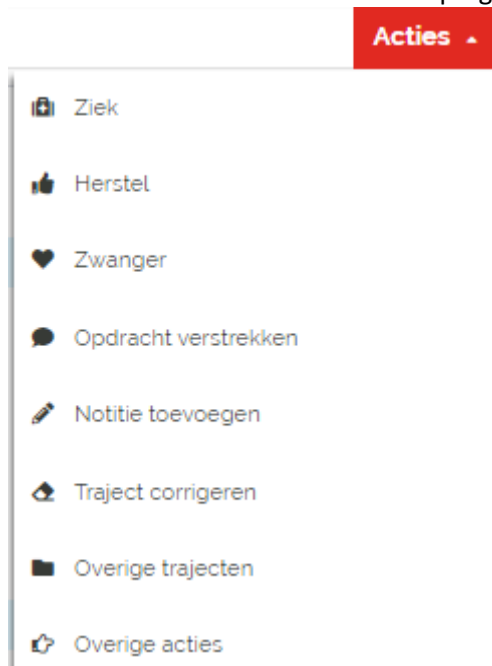 Acties
Ziek
Herstel
Zwanger
Opdracht verstrekken
Notitie toevoegen
Traject corrigeren
Overige trajecten
Overige acties